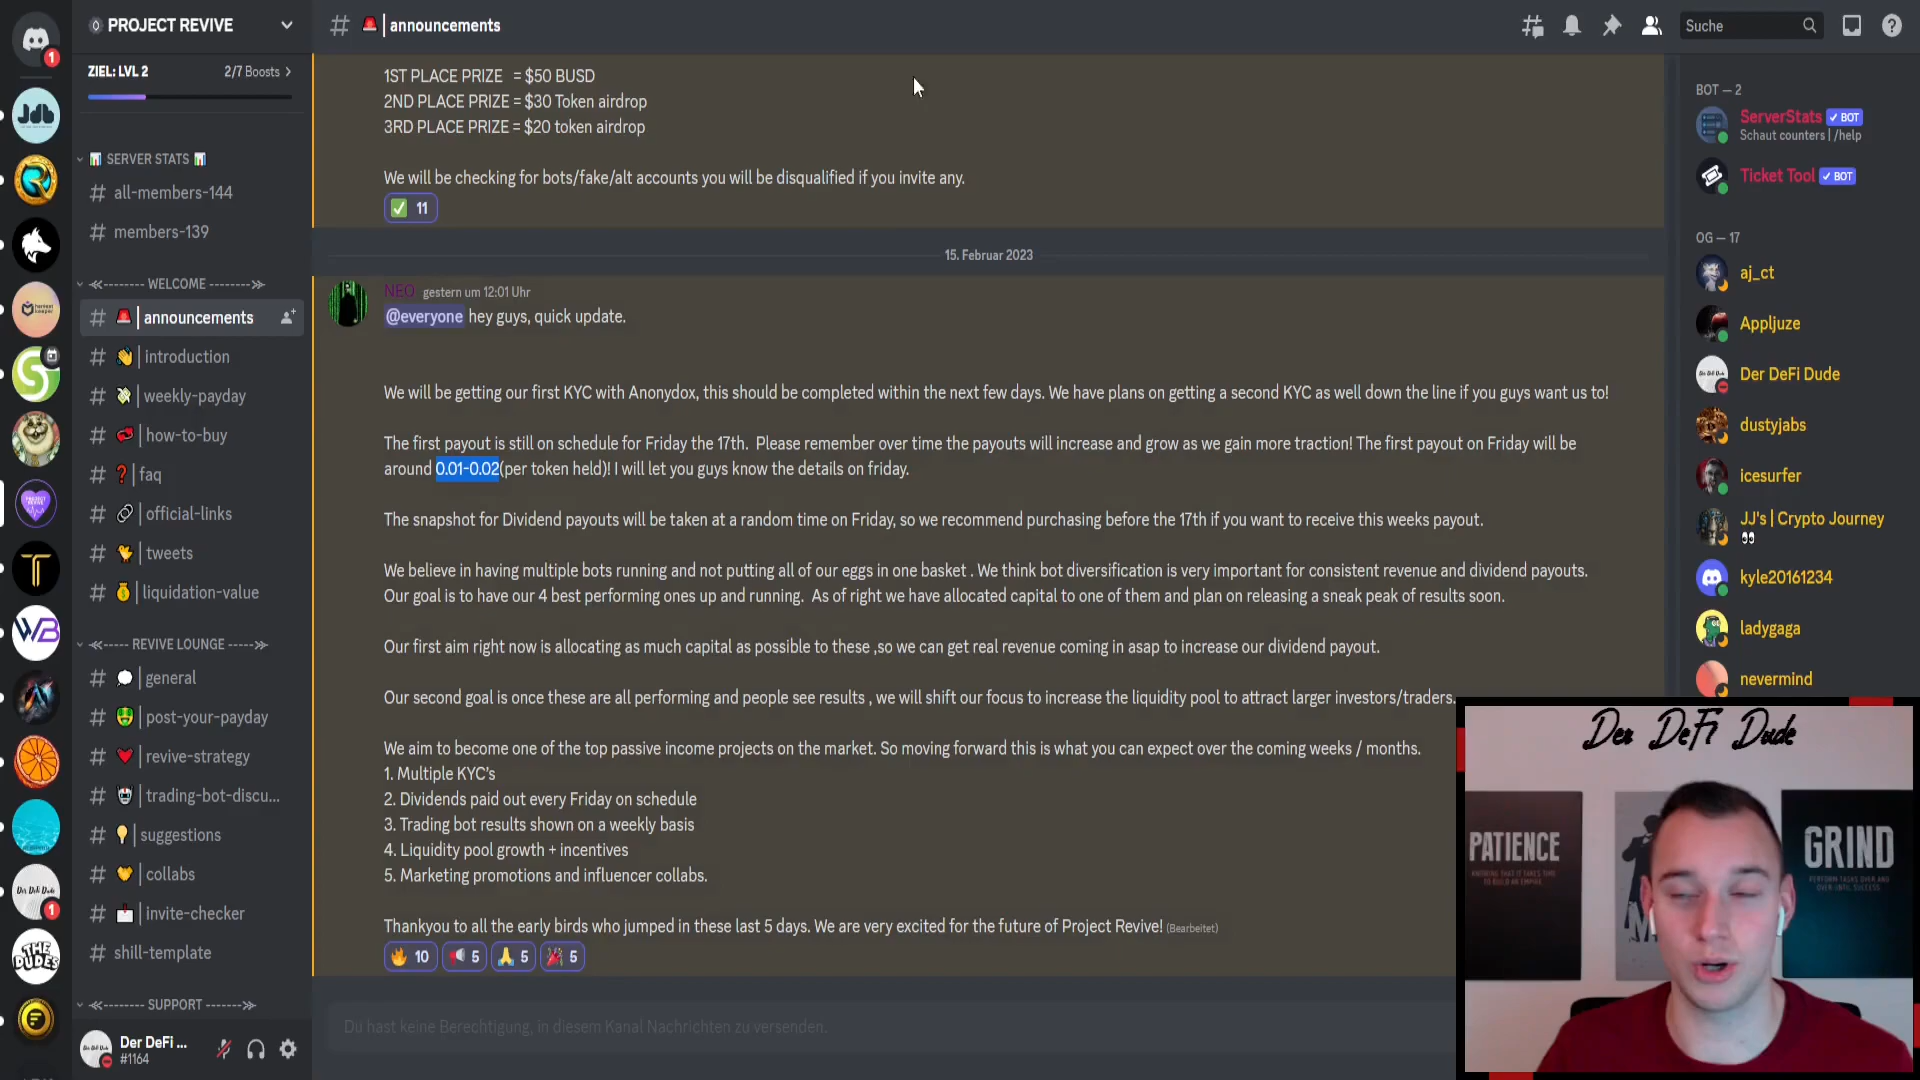 PROJECT REVIVE
announcements
Suche
ZIEL: LVL 2
2/7 Boosts
SERVER STATS
all-members-144
members-139
WELCOME
announcements
introduction
weekly-payday
how-to-buy
faq
official-links
tweets
liquidation-value
REVIVE LOUNGE
general
post-your-payday
revive-strategy
trading-bot-discu...
suggestions
collabs
invite-checker
shill-template
SUPPORT
Der DeFi ...
#1164
1ST PLACE PRIZE = $50 BUSD
2ND PLACE PRIZE = $30 Token airdrop
3RD PLACE PRIZE = $20 token airdrop
We will be checking for bots/fake/alt accounts you will be disqualified if you invite any.
11
15. Februar 2023
NEO gestern um 12:01 Uhr
@everyone hey guys, quick update.
We will be getting our first KYC with Anonydox, this should be completed within the next few days. We have plans on getting a second KYC as well down the line if you guys want us to!
The first payout is still on schedule for Friday the 17th. Please remember over time the payouts will increase and grow as we gain more traction! The first payout on Friday will be
around 0.01-0.02(per token held)! I will let you guys know the details on friday.
The snapshot for Dividend payouts will be taken at a random time on Friday, so we recommend purchasing before the 17th if you want to receive this weeks payout.
We believe in having multiple bots running and not putting all of our eggs in one basket . We think bot diversification is very important for consistent revenue and dividend payouts.
Our goal is to have our 4 best performing ones up and running. As of right we have allocated capital to one of them and plan on releasing a sneak peak of results soon.
Our first aim right now is allocating as much capital as possible to these ,so we can get real revenue coming in asap to increase our dividend payout.
Our second goal is once these are all performing and people see results , we will shift our focus to increase the liquidity pool to attract larger investors/traders.
We aim to become one of the top passive income projects on the market. So moving forward this is what you can expect over the coming weeks / months.
1. Multiple KYC's
2. Dividends paid out every Friday on schedule
3. Trading bot results shown on a weekly basis
4. Liquidity pool growth + incentives
5. Marketing promotions and influencer collabs.
Thankyou to all the early birds who jumped in these last 5 days. We are very excited for the future of Project Revive! (Bearbeitet)
10 5 5 5
Du hast keine Berechtigung, in diesem Kanal Nachrichten zu versenden.
BOT — 2
ServerStats BOT
Schaut counters | /help
Ticket Tool BOT
OG — 17
aj_ct
Appljuze
Der DeFi Dude
dustyjabs
icesurfer
JJ's | Crypto Journey
kyle20161234
ladygaga
nevermind
Der DeFi Dude
PATIENCE
GRIND
THE DUDES